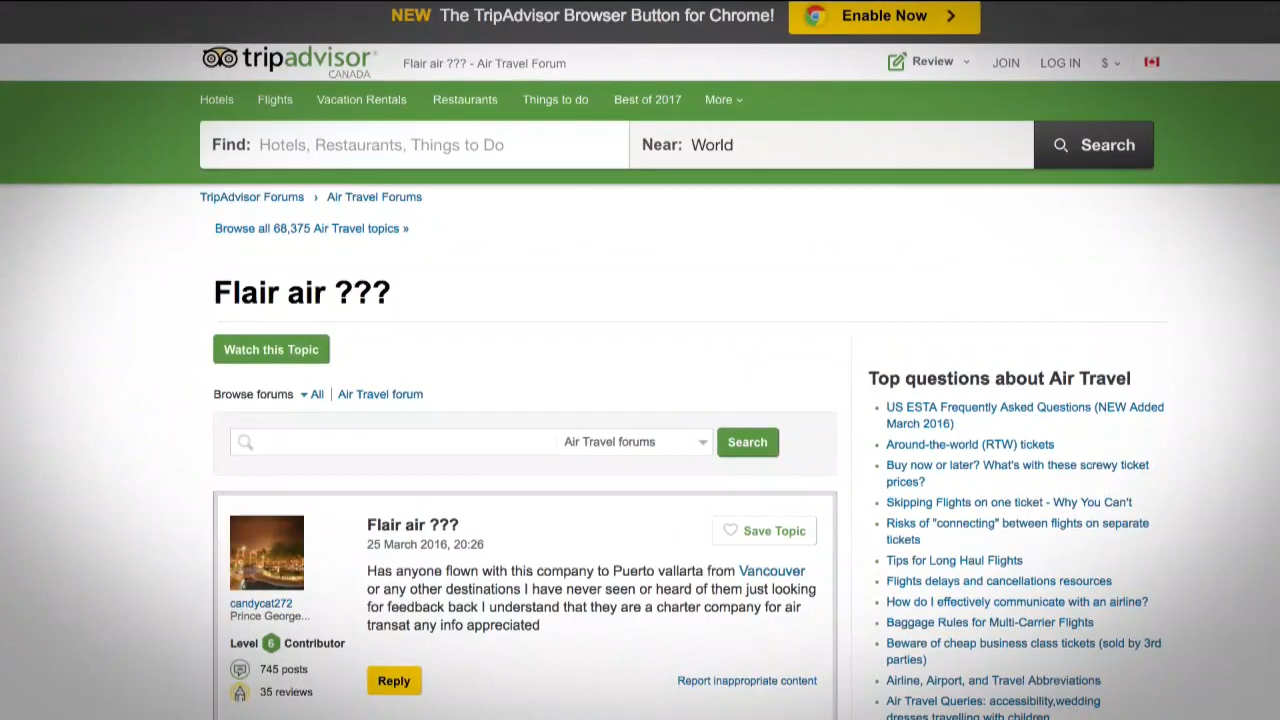 NEW The TripAdvisor Browser Button for Chrome! Enable Now
tripadvisor
CANADA
Flair air ??? - Air Travel Forum
Review JOIN LOG IN $
Hotels Flights Vacation Rentals Restaurants Things to do Best of 2017 More
Find: Hotels, Restaurants, Things to Do Near: World Search
TripAdvisor Forums › Air Travel Forums
Browse all 68,375 Air Travel topics »
Flair air ???
Watch this Topic
Browse forums All | Air Travel forum
Air Travel forums Search
Flair air ???
25 March 2016, 20:26
Save Topic
Has anyone flown with this company to Puerto vallarta from Vancouver
or any other destinations I have never seen or heard of them just looking
for feedback back I understand that they are a charter company for air
transat any info appreciated
candycat272
Prince George...
Level 6 Contributor
745 posts
35 reviews
Reply
Report inappropriate content
Top questions about Air Travel
• US ESTA Frequently Asked Questions (NEW Added
March 2016)
• Around-the-world (RTW) tickets
• Buy now or later? What's with these screwy ticket
prices?
• Skipping Flights on one ticket - Why You Can't
• Risks of "connecting" between flights on separate
tickets
• Tips for Long Haul Flights
• Flights delays and cancellations resources
• How do I effectively communicate with an airline?
• Baggage Rules for Multi-Carrier Flights
• Beware of cheap business class tickets (sold by 3rd
parties)
• Airline, Airport, and Travel Abbreviations
• Air Travel Queries: accessibility,wedding
dresses travelling with children